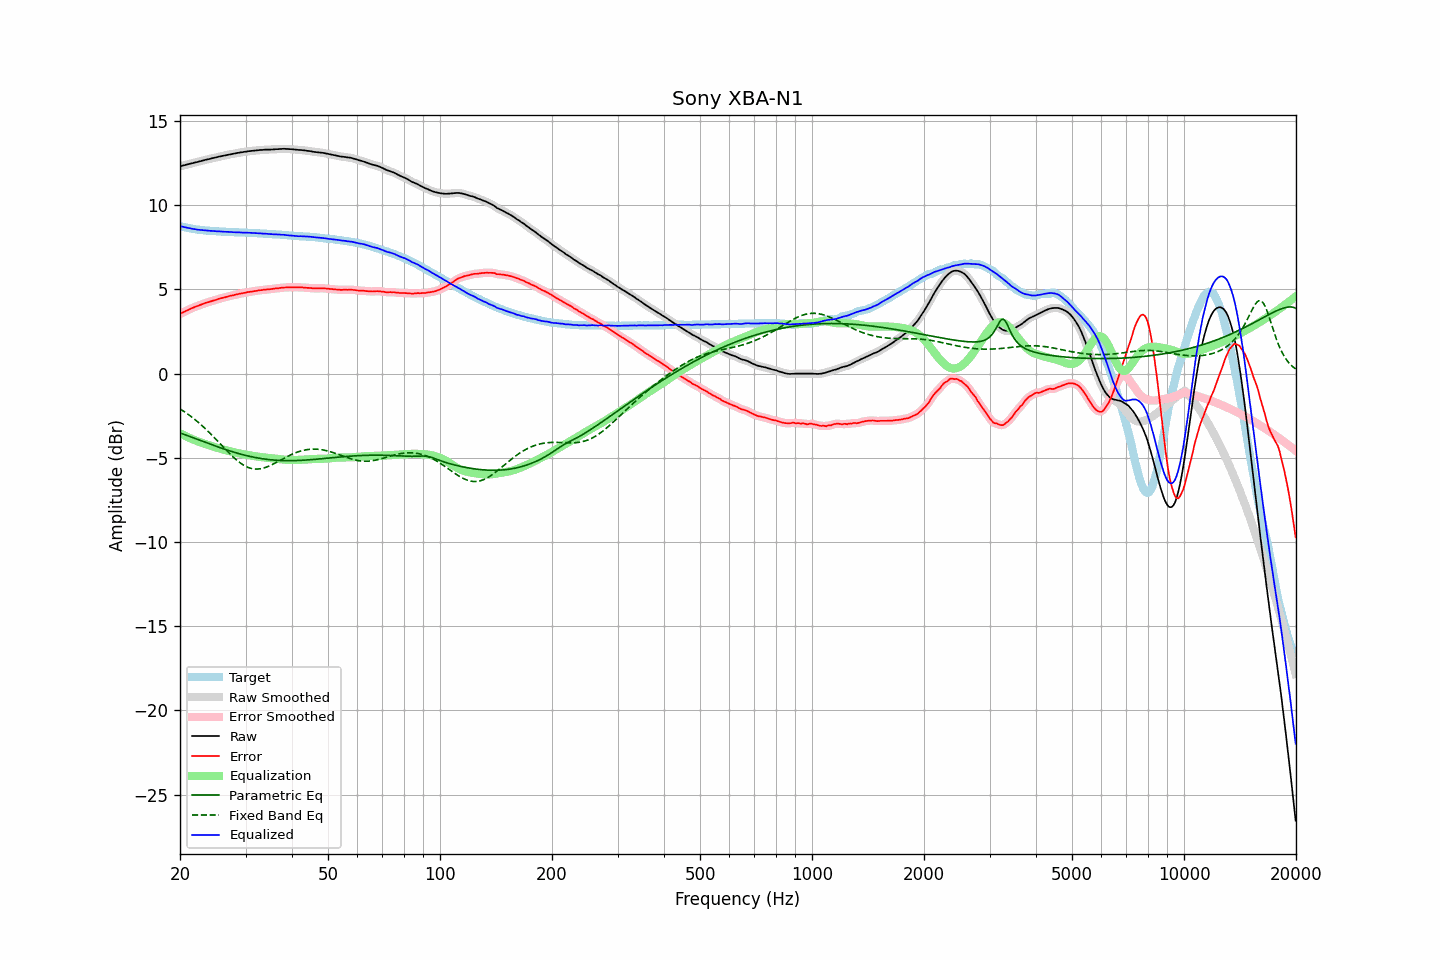 Sony XBA-N1
Amplitude (dBr)
15
10
5
0
−5
−10
−15
−20
−25
Target
Raw Smoothed
Error Smoothed
Raw
Error
Equalization
Parametric Eq
Fixed Band Eq
Equalized
20 50 100 200 500 1000 2000 5000 10000 20000
Frequency (Hz)